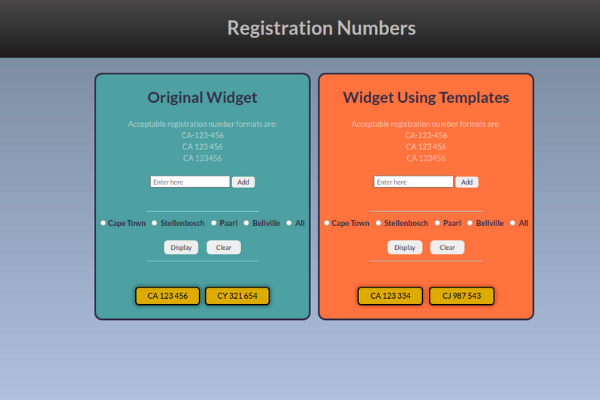 Registration Numbers
Original Widget
Acceptable registration number formats are:
CA-123-456
CA 123 456
CA 123456
Enter here Add
Cape Town Stellenbosch Paarl Bellville All
Display Clear
CA 123 456 CY 321 654
Widget Using Templates
Acceptable registration number formats are:
CA-123-456
CA 123 456
CA 123456
Enter here Add
Cape Town Stellenbosch Paarl Bellville All
Display Clear
CA 123 334 CJ 987 543